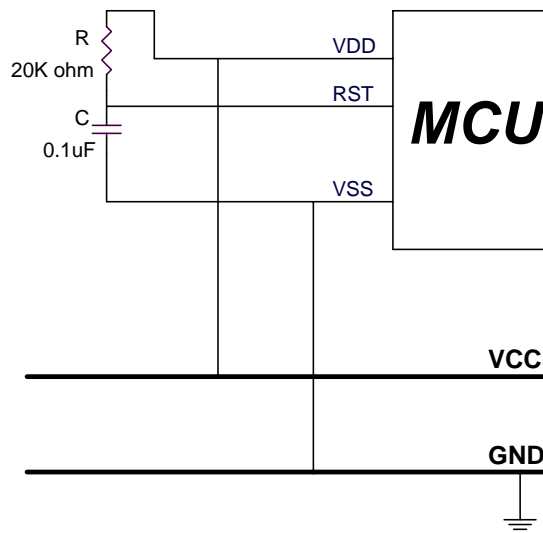 R
20K ohm
C
0.1uF
VDD
RST
VSS
MCU
VCC
GND